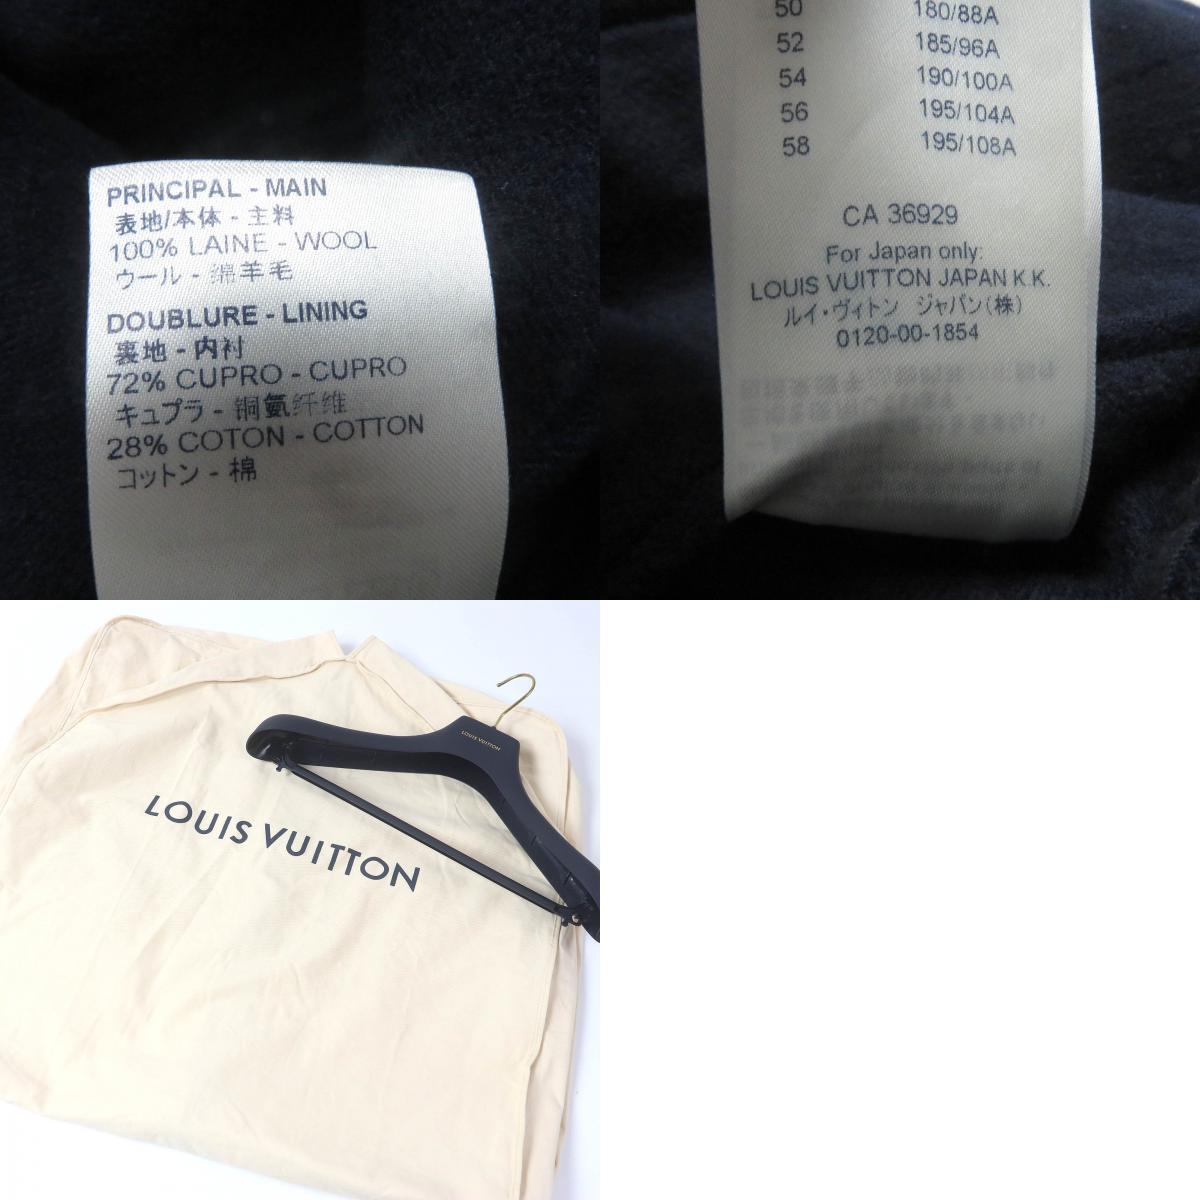 PRINCIPAL - MAIN
表地/本体 - 主料
100% LAINE - WOOL
ウール - 绵羊毛
DOUBLURE - LINING
裏地 - 内衬
72% CUPRO - CUPRO
キュプラ - 铜氨纤维
28% COTON - COTTON
コットン - 棉
50 180/88A
52 185/96A
54 190/100A
56 195/104A
58 195/108A
CA 36929
For Japan only:
LOUIS VUITTON JAPAN K.K.
ルイ・ヴィトン ジャパン(株)
0120-00-1854
LOUIS VUITTON
LOUIS VUITTON